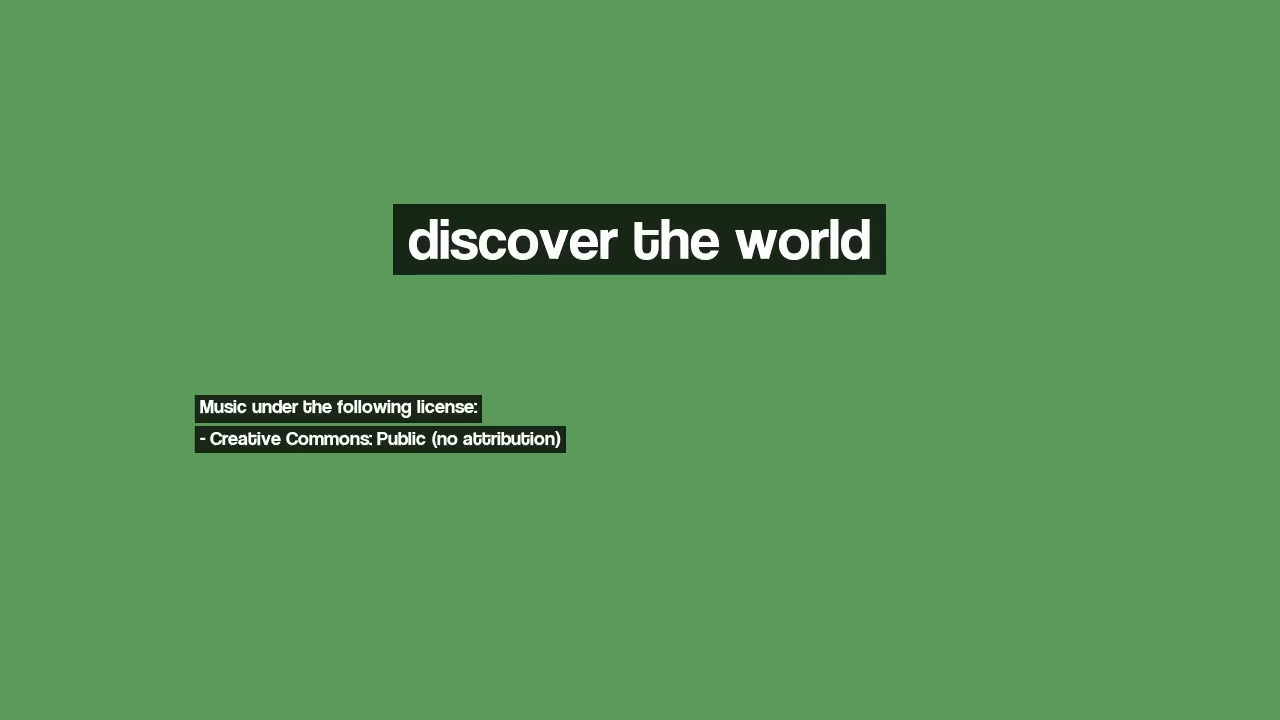 discover the world
Music under the following license:
- Creative Commons: Public (no attribution)